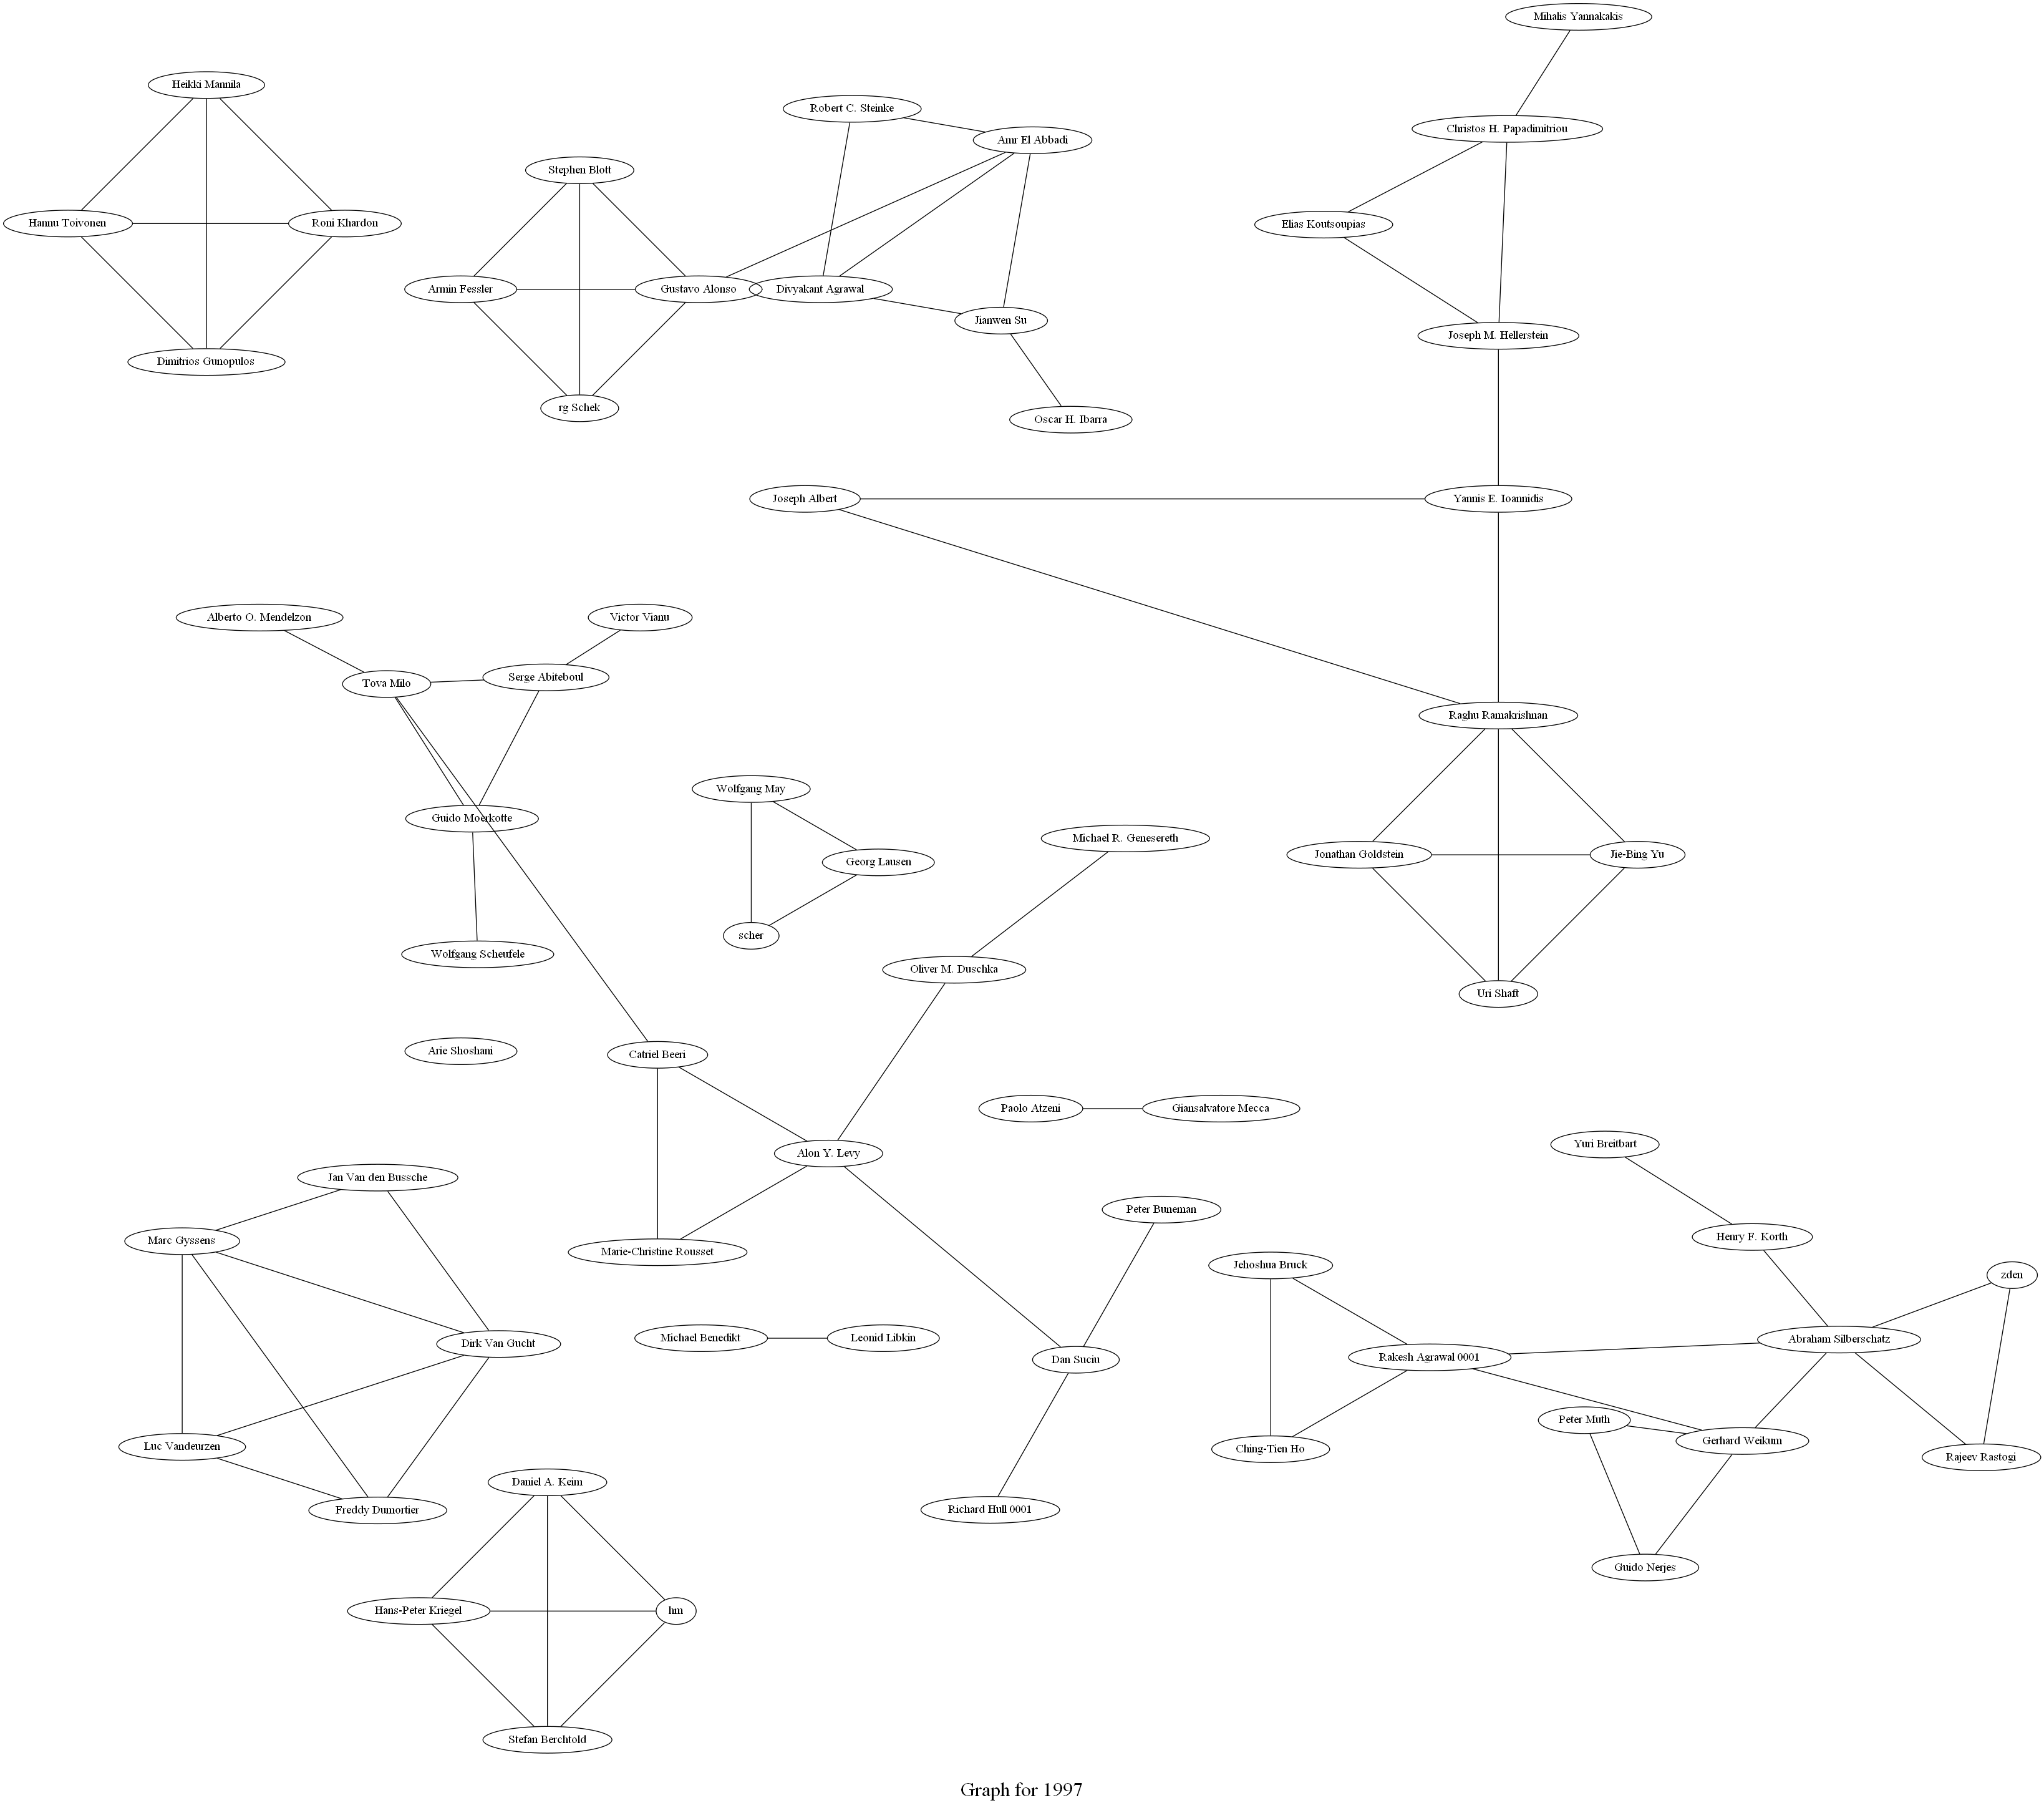 Mihalis Yannakakis
Heikki Mannila
Robert C. Steinke
Christos H. Papadimitriou
Amr El Abbadi
Stephen Blott
Hannu Toivonen
Roni Khardon
Elias Koutsoupias
Armin Fessler
Gustavo Alonso
Divyakant Agrawal
Jianwen Su
Joseph M. Hellerstein
Dimitrios Gunopulos
rg Schek
Oscar H. Ibarra
Joseph Albert
Yannis E. Ioannidis
Alberto O. Mendelzon
Victor Vianu
Tova Milo
Serge Abiteboul
Raghu Ramakrishnan
Wolfgang May
Guido Moerkotte
Michael R. Genesereth
Georg Lausen
Jonathan Goldstein
Jie-Bing Yu
scher
Wolfgang Scheufele
Oliver M. Duschka
Uri Shaft
Arie Shoshani
Catriel Beeri
Paolo Atzeni
Giansalvatore Mecca
Yuri Breitbart
Alon Y. Levy
Jan Van den Bussche
Peter Buneman
Marc Gyssens
Henry F. Korth
Marie-Christine Rousset
Jehoshua Bruck
zden
Michael Benedikt
Leonid Libkin
Abraham Silberschatz
Dirk Van Gucht
Dan Suciu
Rakesh Agrawal 0001
Peter Muth
Gerhard Weikum
Luc Vandeurzen
Ching-Tien Ho
Rajeev Rastogi
Daniel A. Keim
Freddy Dumortier
Richard Hull 0001
Guido Nerjes
Hans-Peter Kriegel
hm
Stefan Berchtold
Graph for 1997